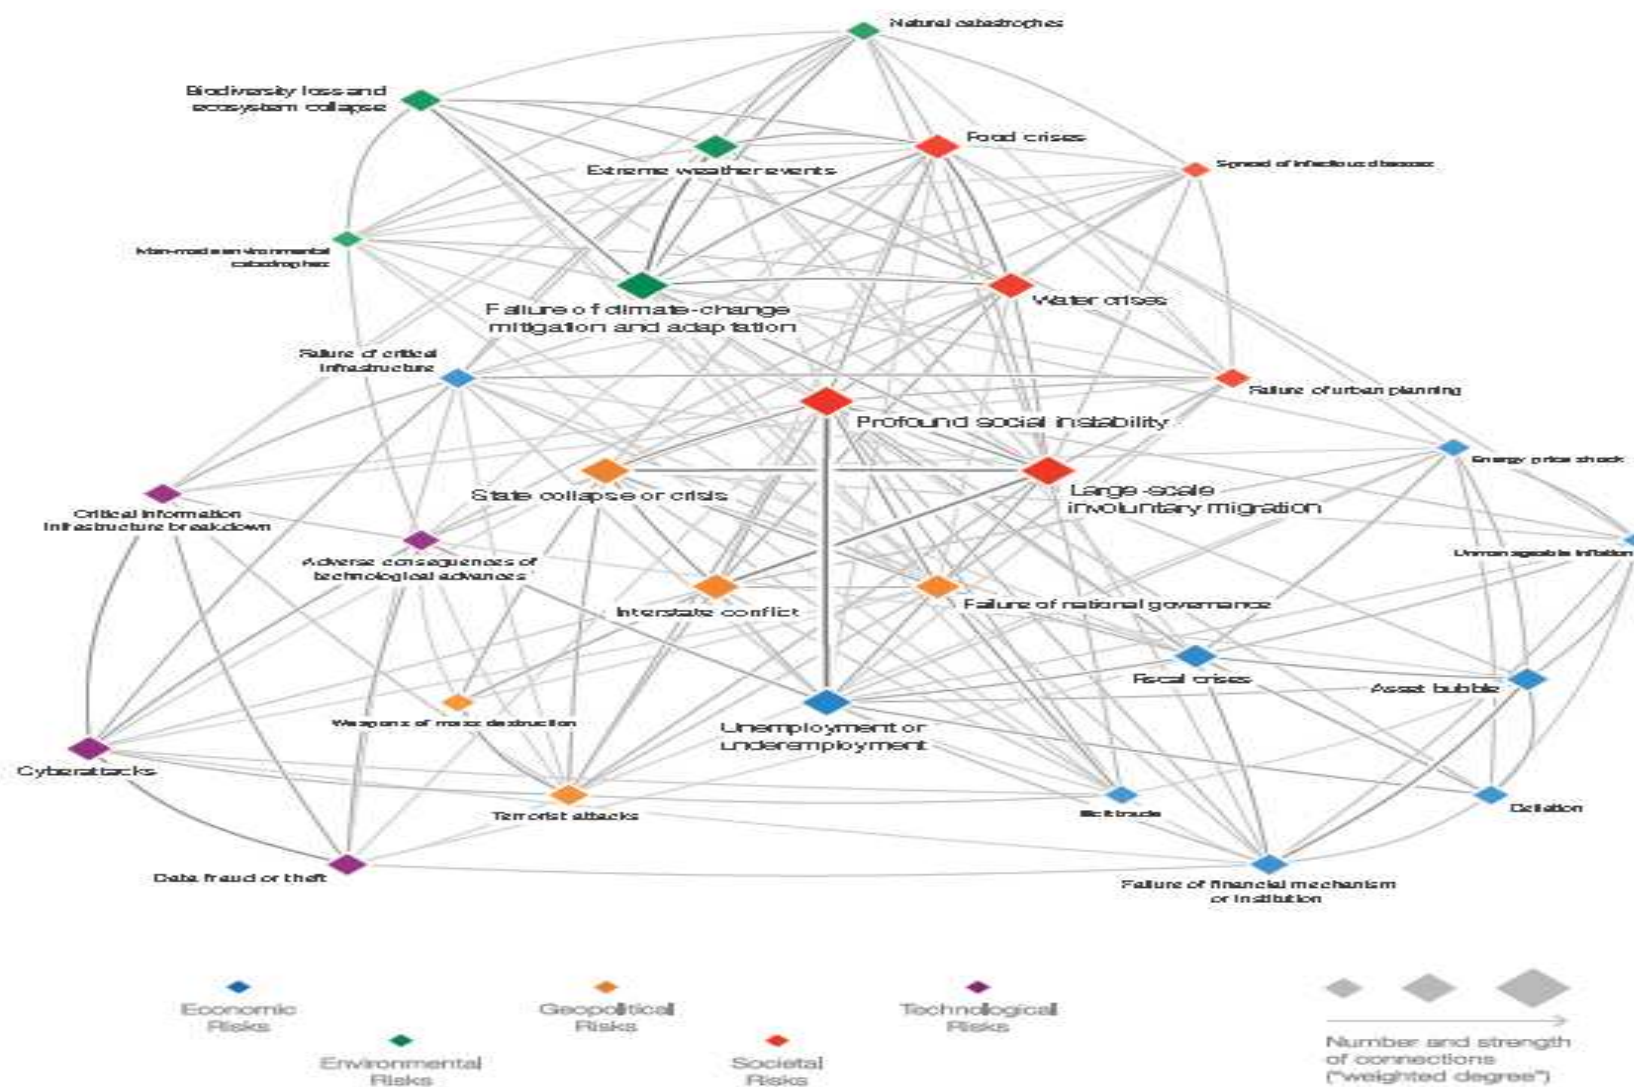 Natural catastrophes
Biodiversity loss and
ecosystem collapse
Food crises
Extreme weather events
Spread of infectious diseases
Man-made environmental
catastrophes
Failure of climate-change
mitigation and adaptation
Water crises
Failure of critical
infrastructure
Failure of urban planning
Profound social instability
Energy price shock
State collapse or crisis
Large-scale
involuntary migration
Critical information
infrastructure breakdown
Unmanageable inflation
Adverse consequences of
technological advances
Interstate conflict
Failure of national governance
Fiscal crises
Asset bubble
Weapons of mass destruction
Unemployment or
underemployment
Cyberattacks
Terrorist attacks
Illicit trade
Deflation
Data fraud or theft
Failure of financial mechanism
or institution
Economic
Risks
Geopolitical
Risks
Technological
Risks
Environmental
Risks
Societal
Risks
Number and strength
of connections
("weighted degree")